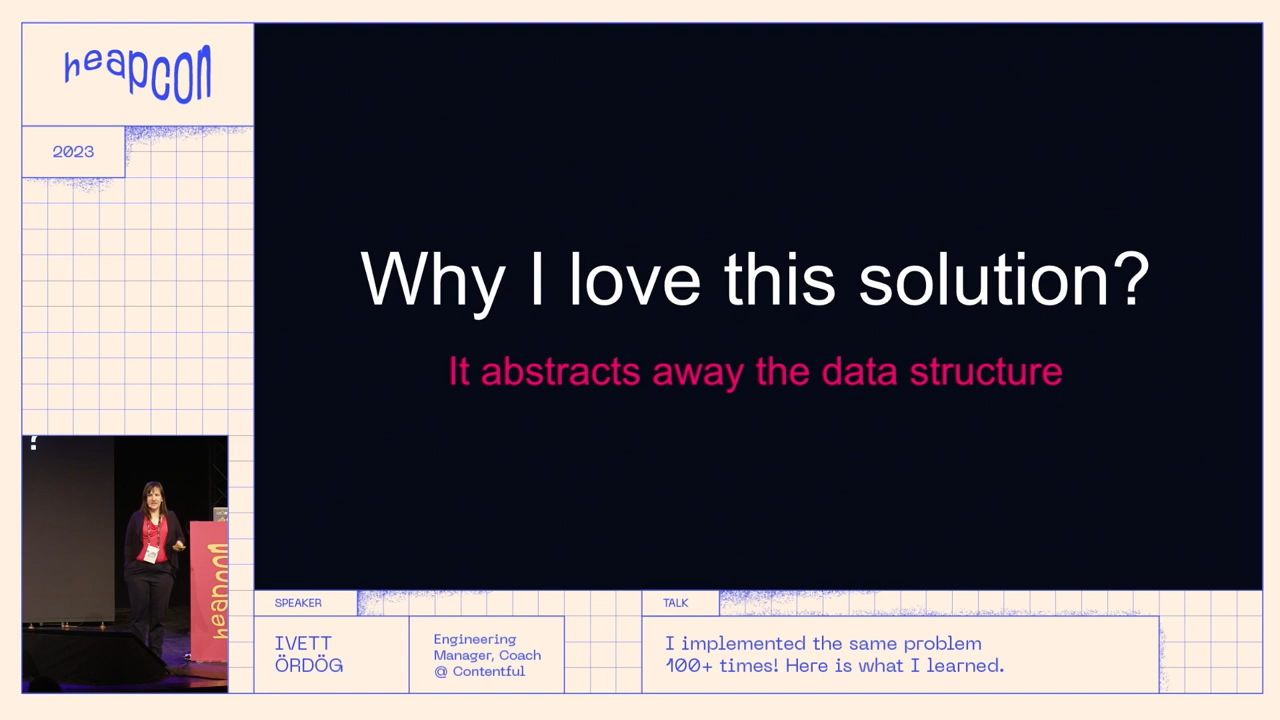 heapcon
2023
Why I love this solution?
It abstracts away the data structure
?
heapcon
SPEAKER
IVETT
ÖRDÖG
Engineering
Manager, Coach
@ Contentful
TALK
I implemented the same problem
100+ times! Here is what I learned.